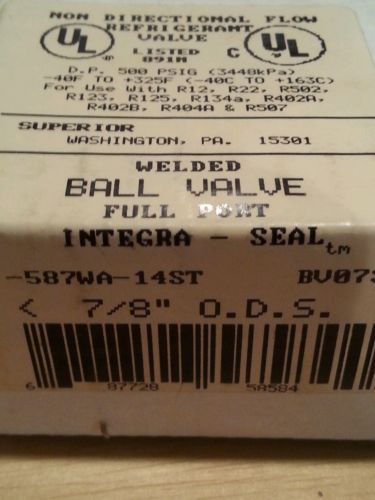 NON DIRECTIONAL FLOW
REFRIGERANT
VALVE
UL
LISTED
891M
C UL
D.P. 500 PSIG (3448kPa)
-40F TO +325F (-40C TO +163C)
For Use With R12, R22, R502,
R123, R125, R134a, R402A,
R402B, R404A & R507
SUPERIOR
WASHINGTON, PA. 15301
WELDED
BALL VALVE
FULL PORT
INTEGRA - SEAL tm
-587WA-14ST BV073
< 7/8" O.D.S.
6 87728 58584